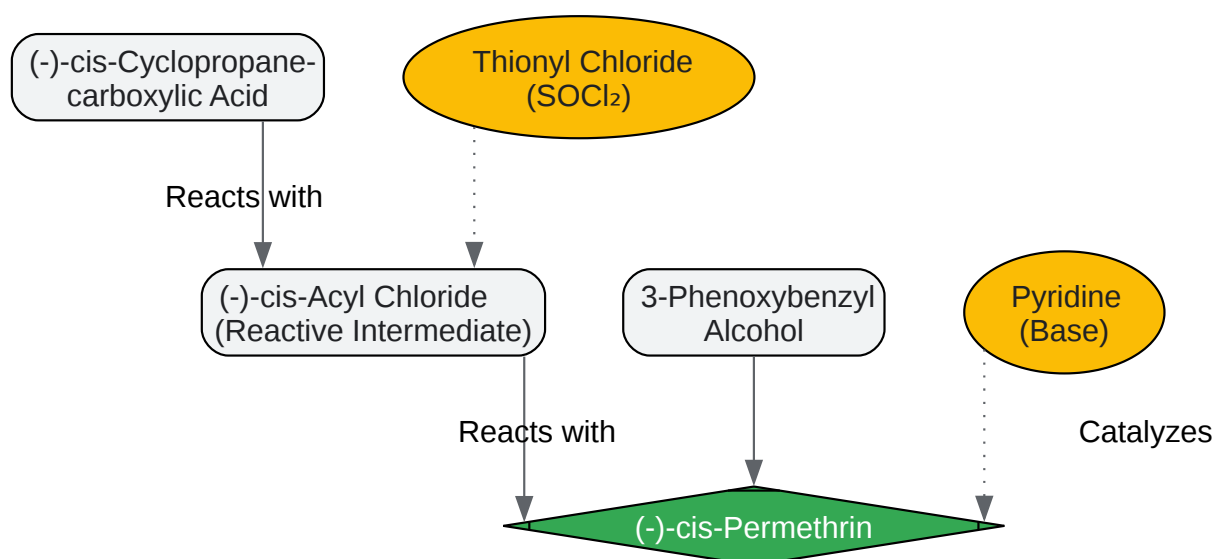 (-)-cis-Cyclopropane-
carboxylic Acid
Thionyl Chloride
(SOCl₂)
Reacts with
(-)-cis-Acyl Chloride
(Reactive Intermediate)
3-Phenoxybenzyl
Alcohol
Pyridine
(Base)
Reacts with
Catalyzes
(-)-cis-Permethrin